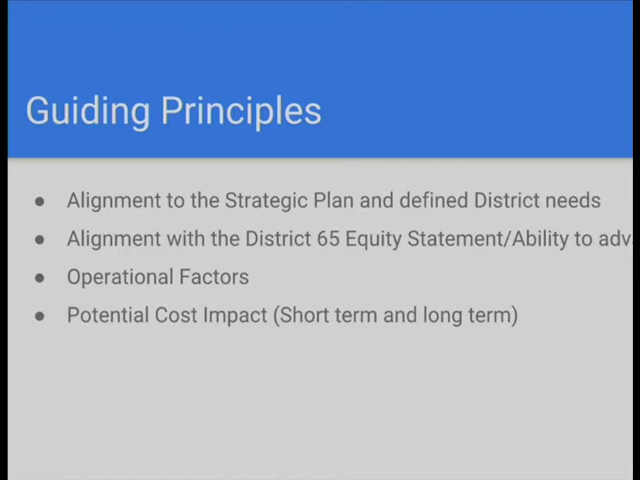 Guiding Principles
● Alignment to the Strategic Plan and defined District needs
● Alignment with the District 65 Equity Statement/Ability to adv
● Operational Factors
● Potential Cost Impact (Short term and long term)